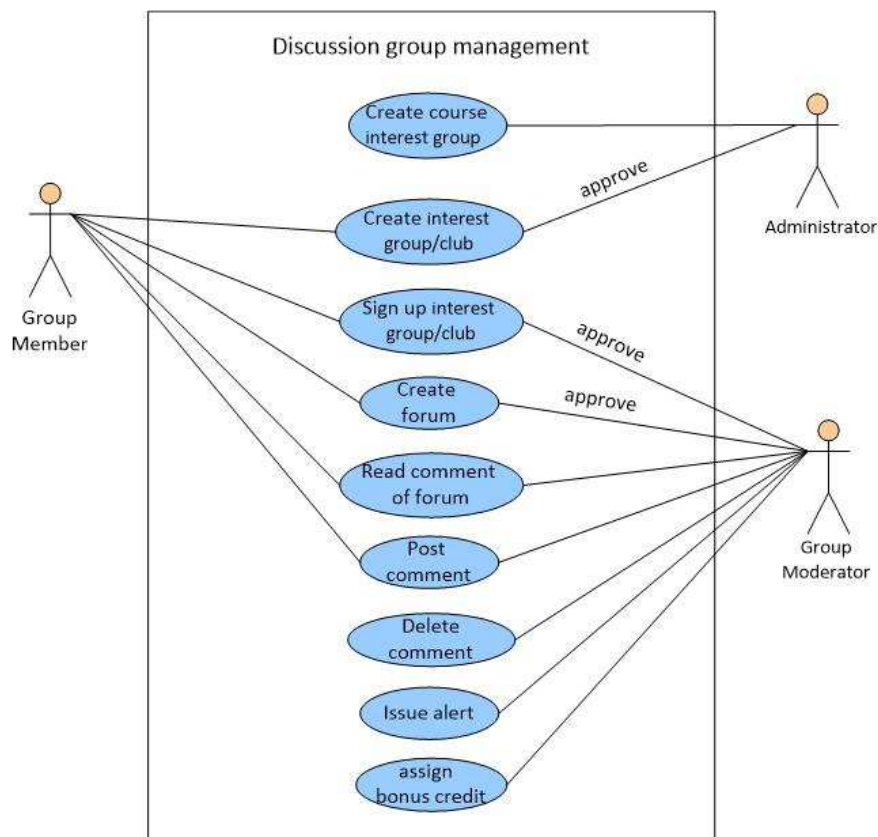 Discussion group management
Create course
interest group
approve
Administrator
Create interest
group/club
Group
Member
Sign up interest
group/club
approve
Create
forum
approve
Read comment
of forum
Post
comment
Group
Moderator
Delete
comment
Issue alert
assign
bonus credit